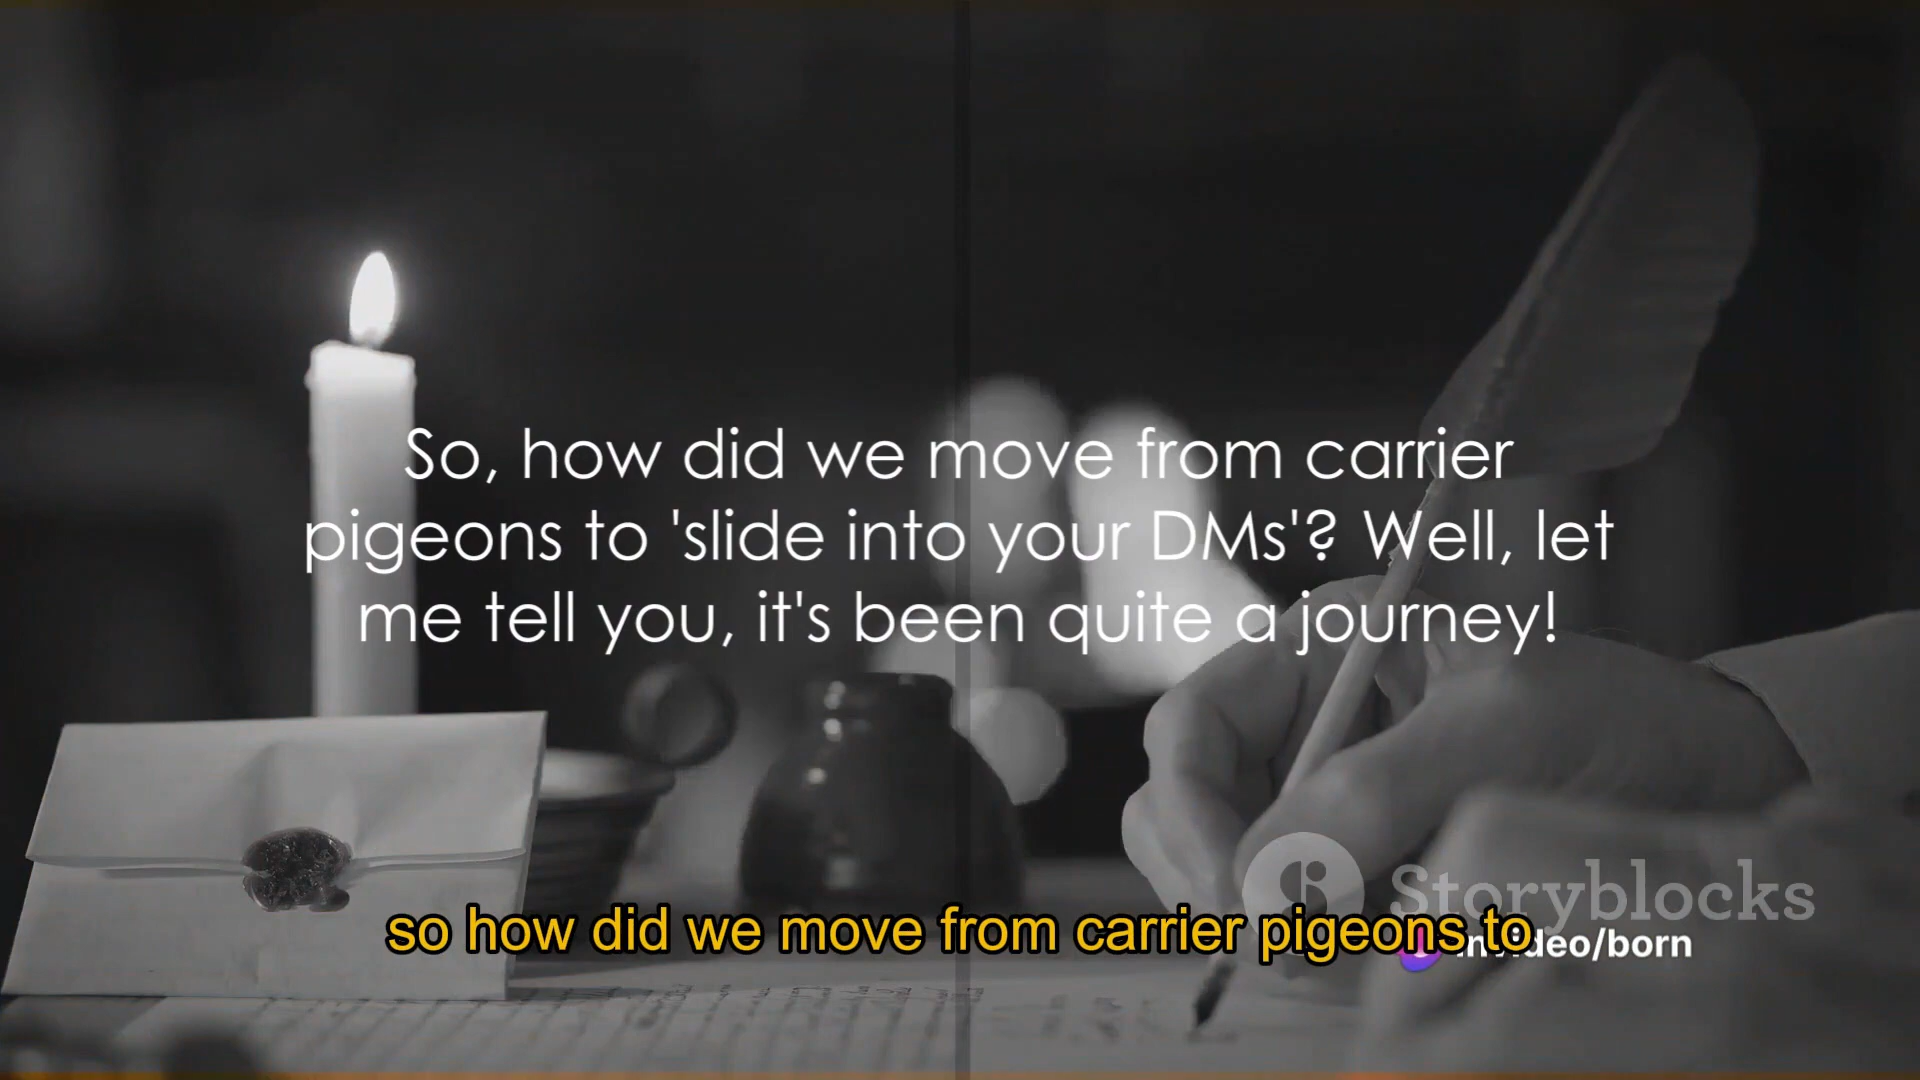 So, how did we move from carrier
pigeons to 'slide into your DMs'? Well, let
me tell you, it's been quite a journey!
Storyblocks
so how did we move from carrier pigeons to
invideo/born